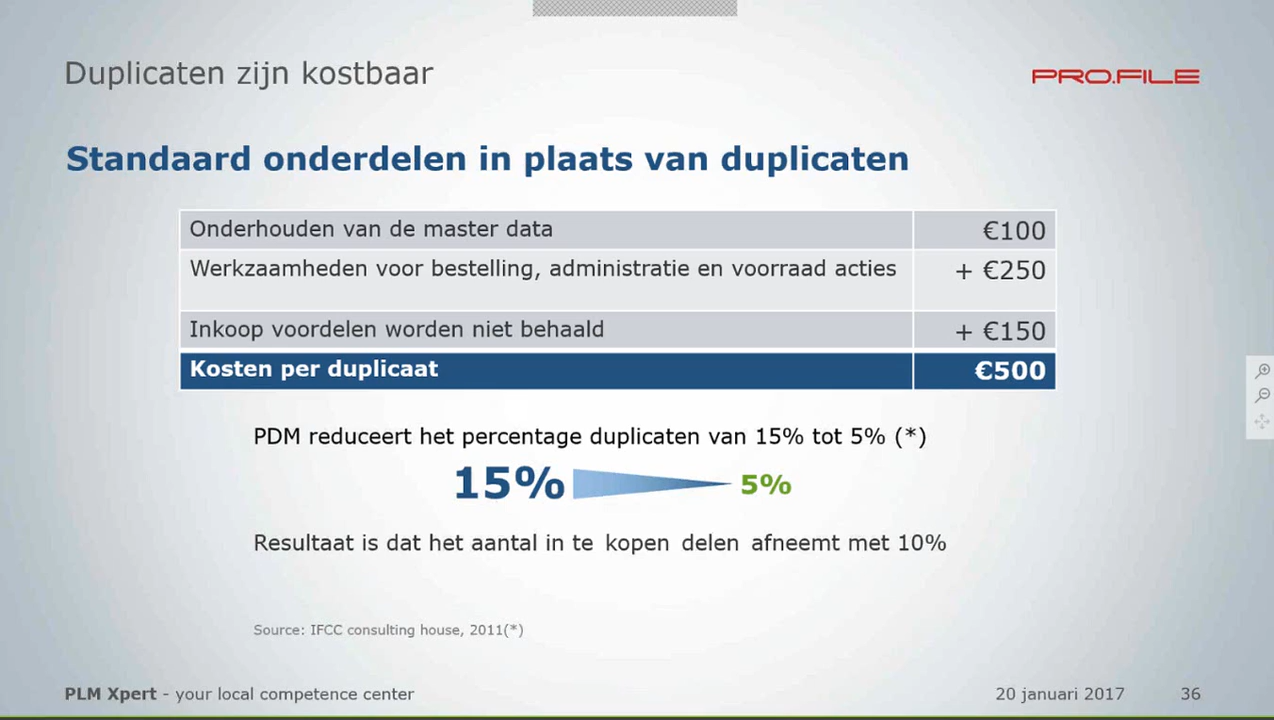 Duplicaten zijn kostbaar
PRO.FILE
Standaard onderdelen in plaats van duplicaten
Onderhouden van de master data €100
Werkzaamheden voor bestelling, administratie en voorraad acties + €250
Inkoop voordelen worden niet behaald + €150
Kosten per duplicaat €500
PDM reduceert het percentage duplicaten van 15% tot 5% (*)
15% 5%
Resultaat is dat het aantal in te kopen delen afneemt met 10%
Source: IFCC consulting house, 2011(*)
PLM Xpert - your local competence center 20 januari 2017 36